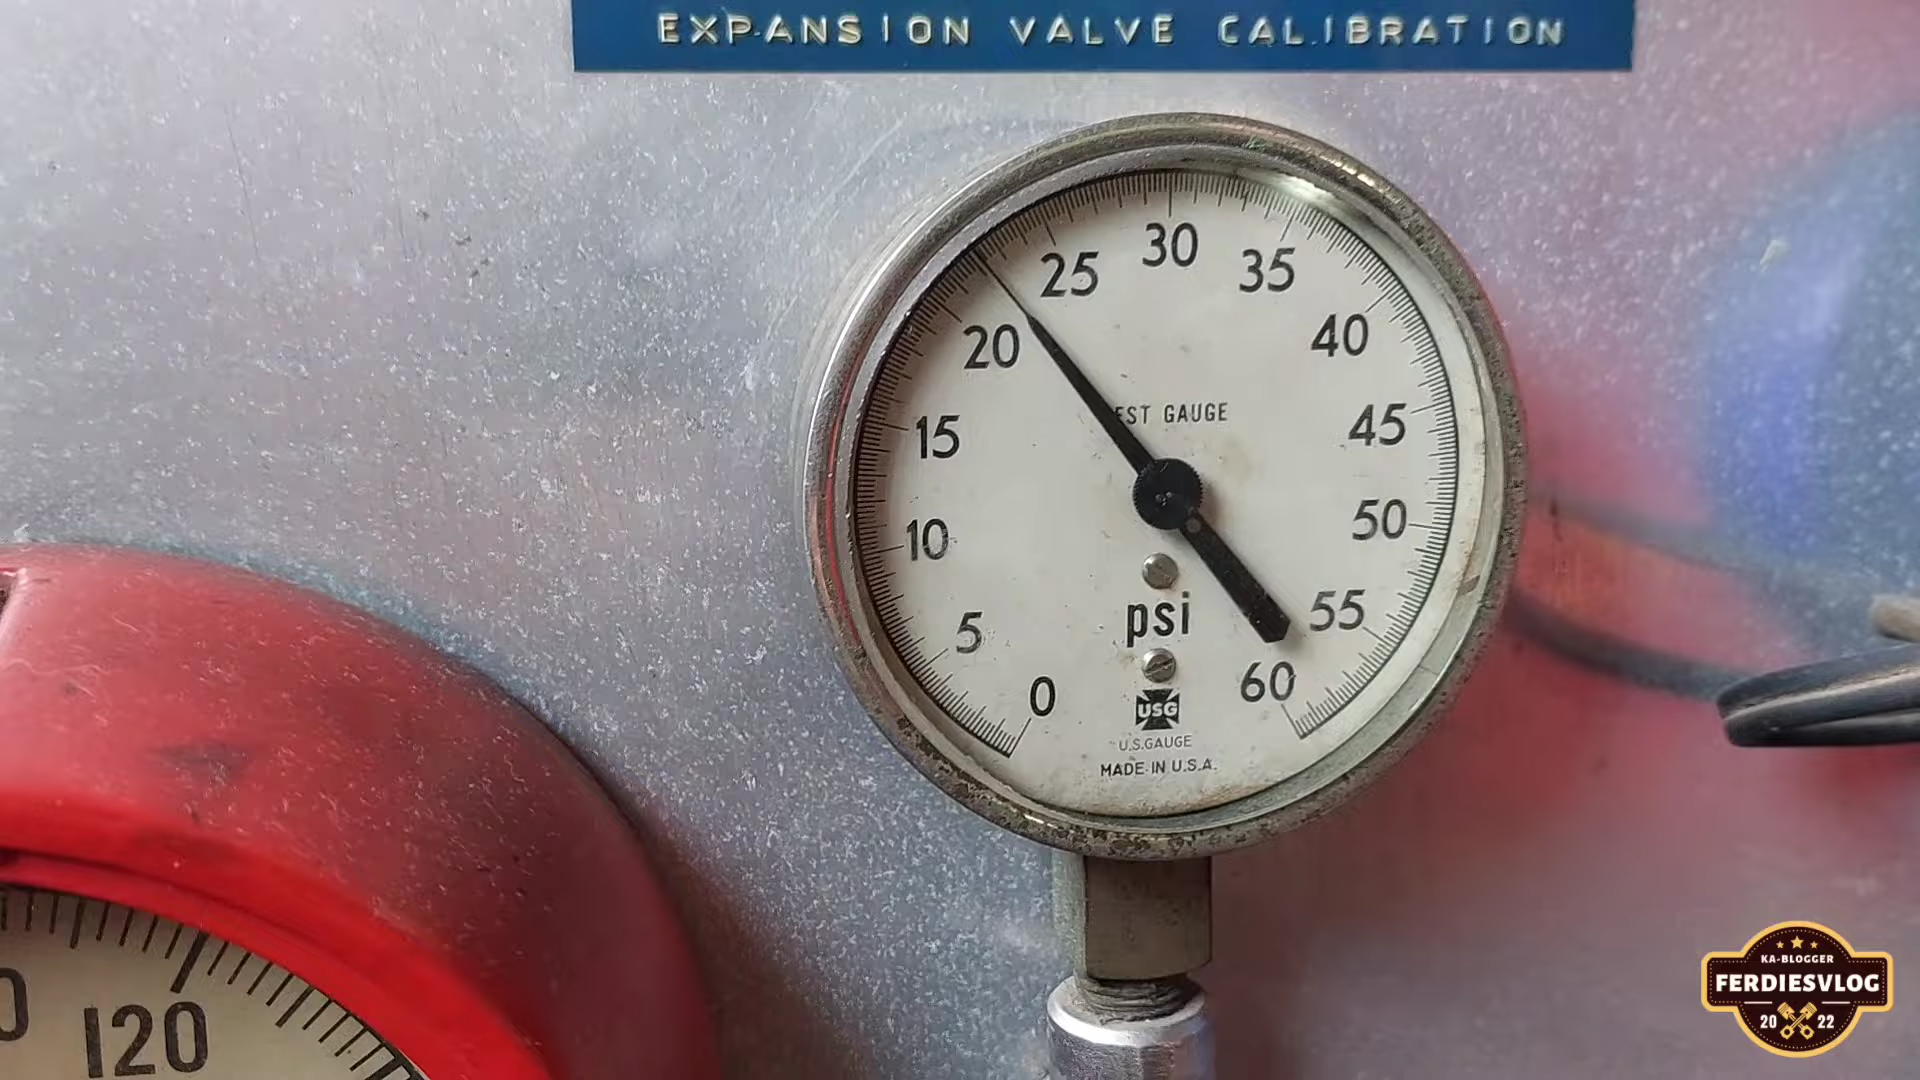 EXPANSION VALVE CALIBRATION
30
25 35
20 40
EST GAUGE
15 45
10 50
psi
5 55
0 60
USG
U.S.GAUGE
MADE IN U.S.A.
120
KA-BLOGGER
FERDIESVLOG
20 22